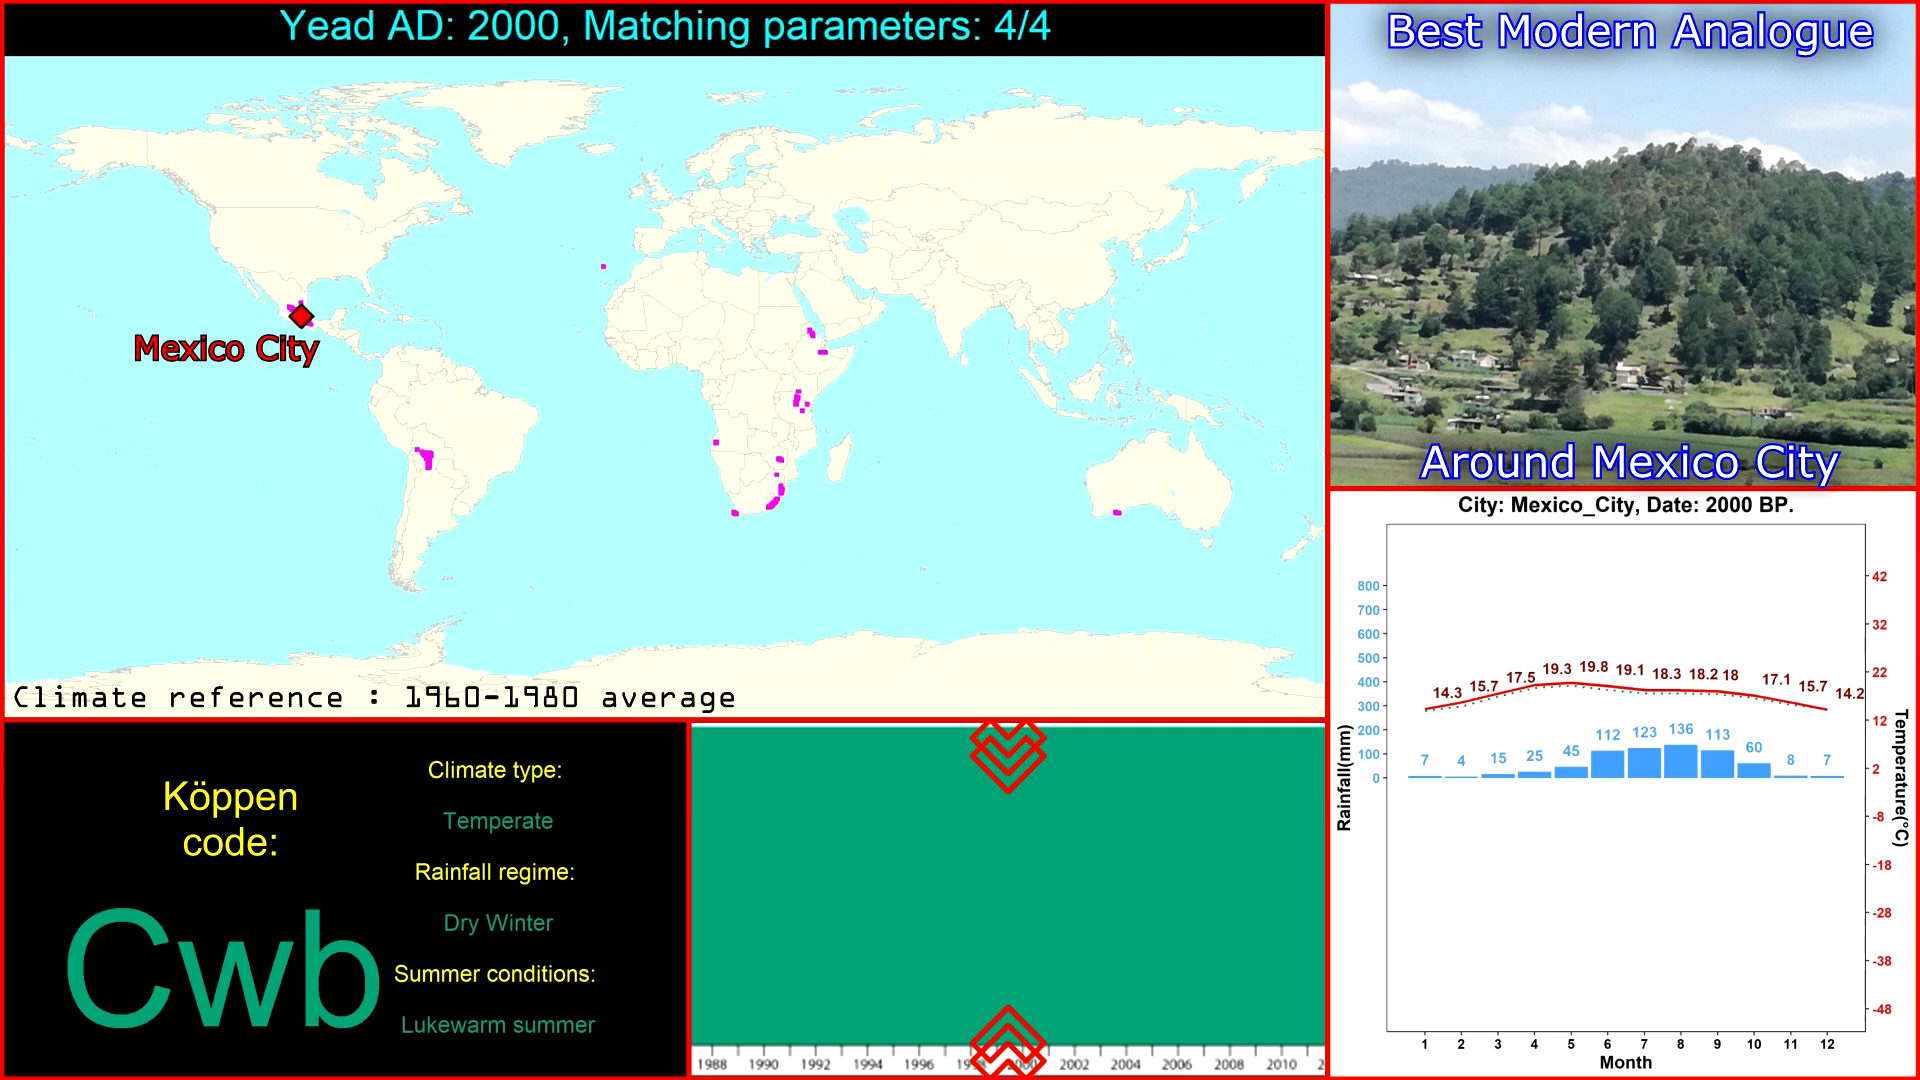 Yead AD: 2000, Matching parameters: 4/4
Mexico City
Climate reference : 1960-1980 average
Best Modern Analogue
Around Mexico City
Köppen
code:
Cwb
Climate type:
Temperate
Rainfall regime:
Dry Winter
Summer conditions:
Lukewarm summer
1988 1990 1992 1994 1996 2000 2002 2004 2006 2008 2010
City: Mexico_City, Date: 2000 BP.
800
700
600
500
400
300
200
100
0
Rainfall(mm)
14.3 15.7 17.5 19.3 19.8 19.1 18.3 18.2 18 17.1 15.7 14.2
7 4 15 25 45 112 123 136 113 60 8 7
42
32
22
12
2
-8
-18
-28
-38
-48
Temperature(°C)
1 2 3 4 5 6 7 8 9 10 11 12
Month